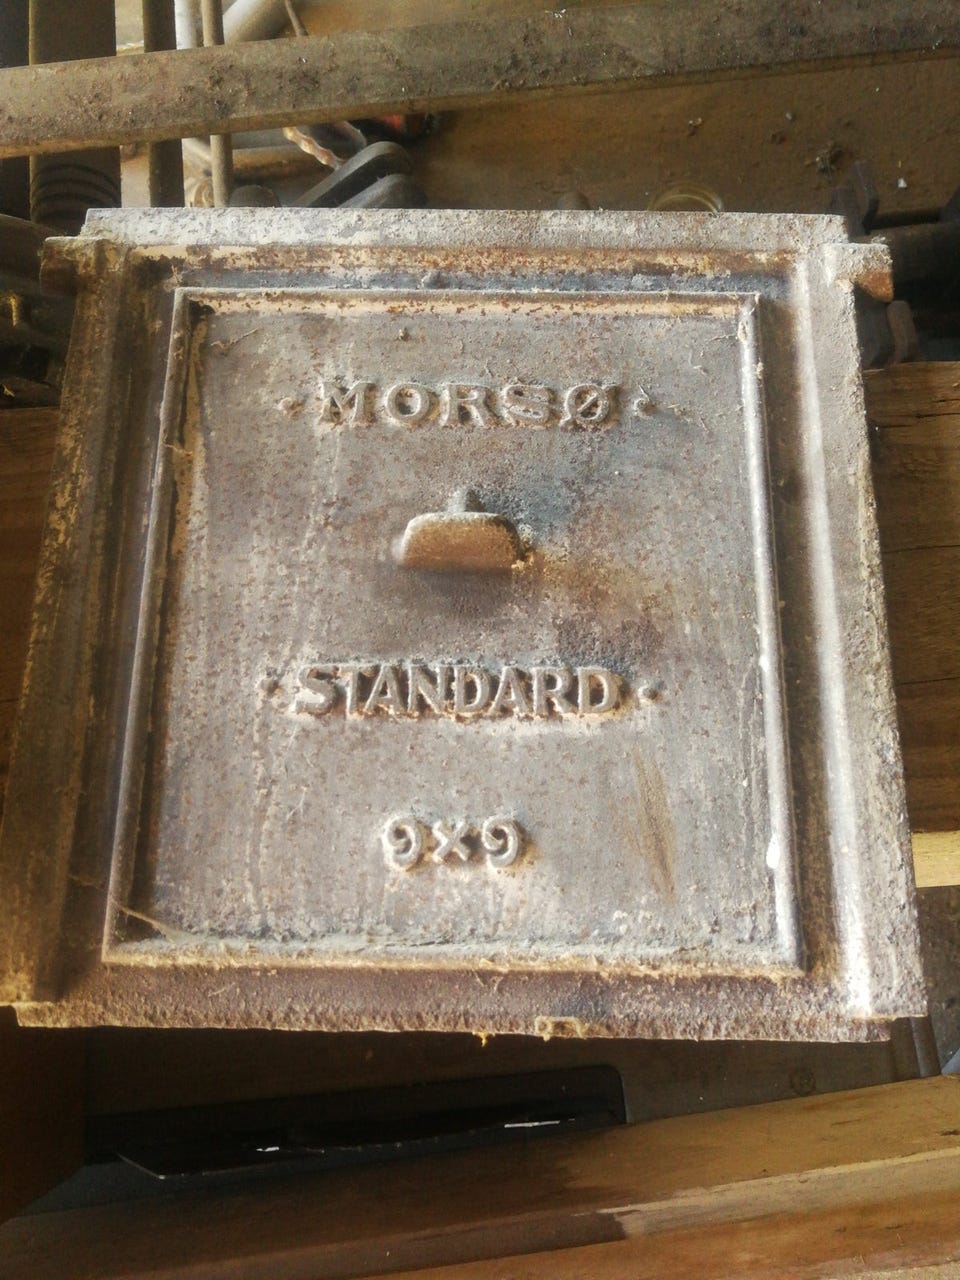 · MORSØ ·
· STANDARD ·
9×9